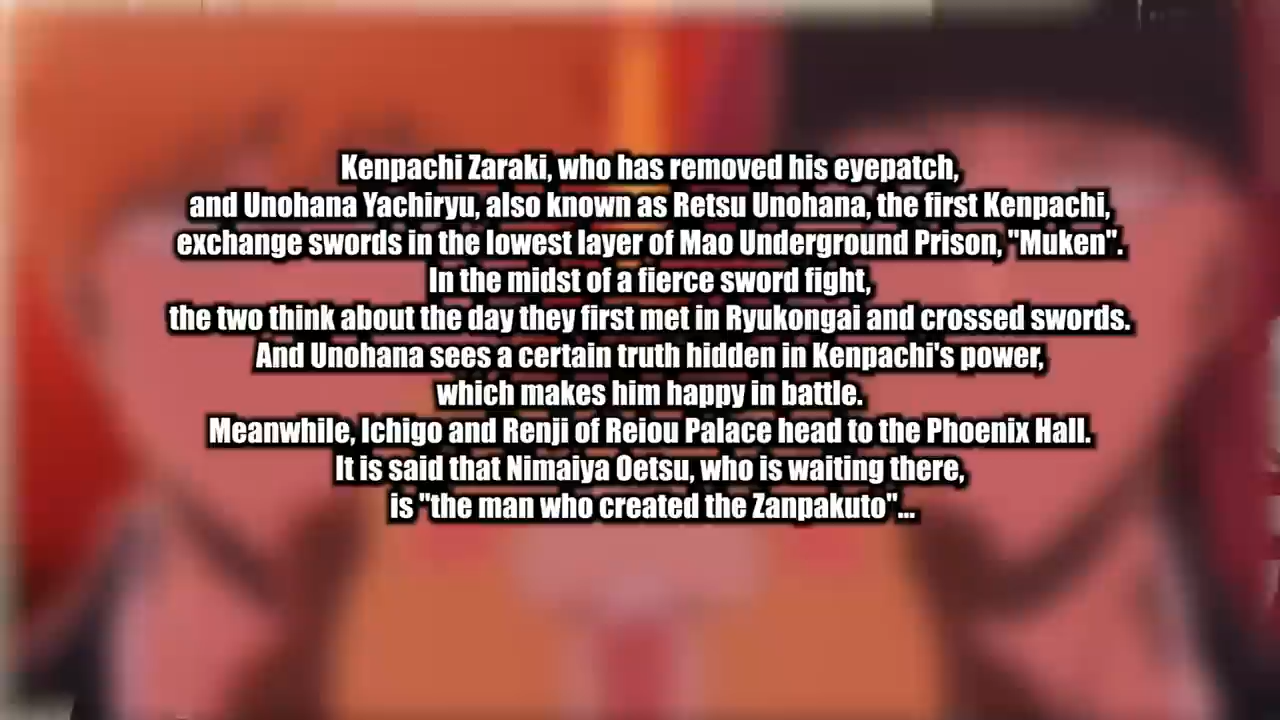 Kenpachi Zaraki, who has removed his eyepatch,
and Unohana Yachiryu, also known as Retsu Unohana, the first Kenpachi,
exchange swords in the lowest layer of Mao Underground Prison, "Muken".
In the midst of a fierce sword fight,
the two think about the day they first met in Ryukongai and crossed swords.
And Unohana sees a certain truth hidden in Kenpachi's power,
which makes him happy in battle.
Meanwhile, Ichigo and Renji of Reiou Palace head to the Phoenix Hall.
It is said that Nimaiya Oetsu, who is waiting there,
is "the man who created the Zanpakuto"...